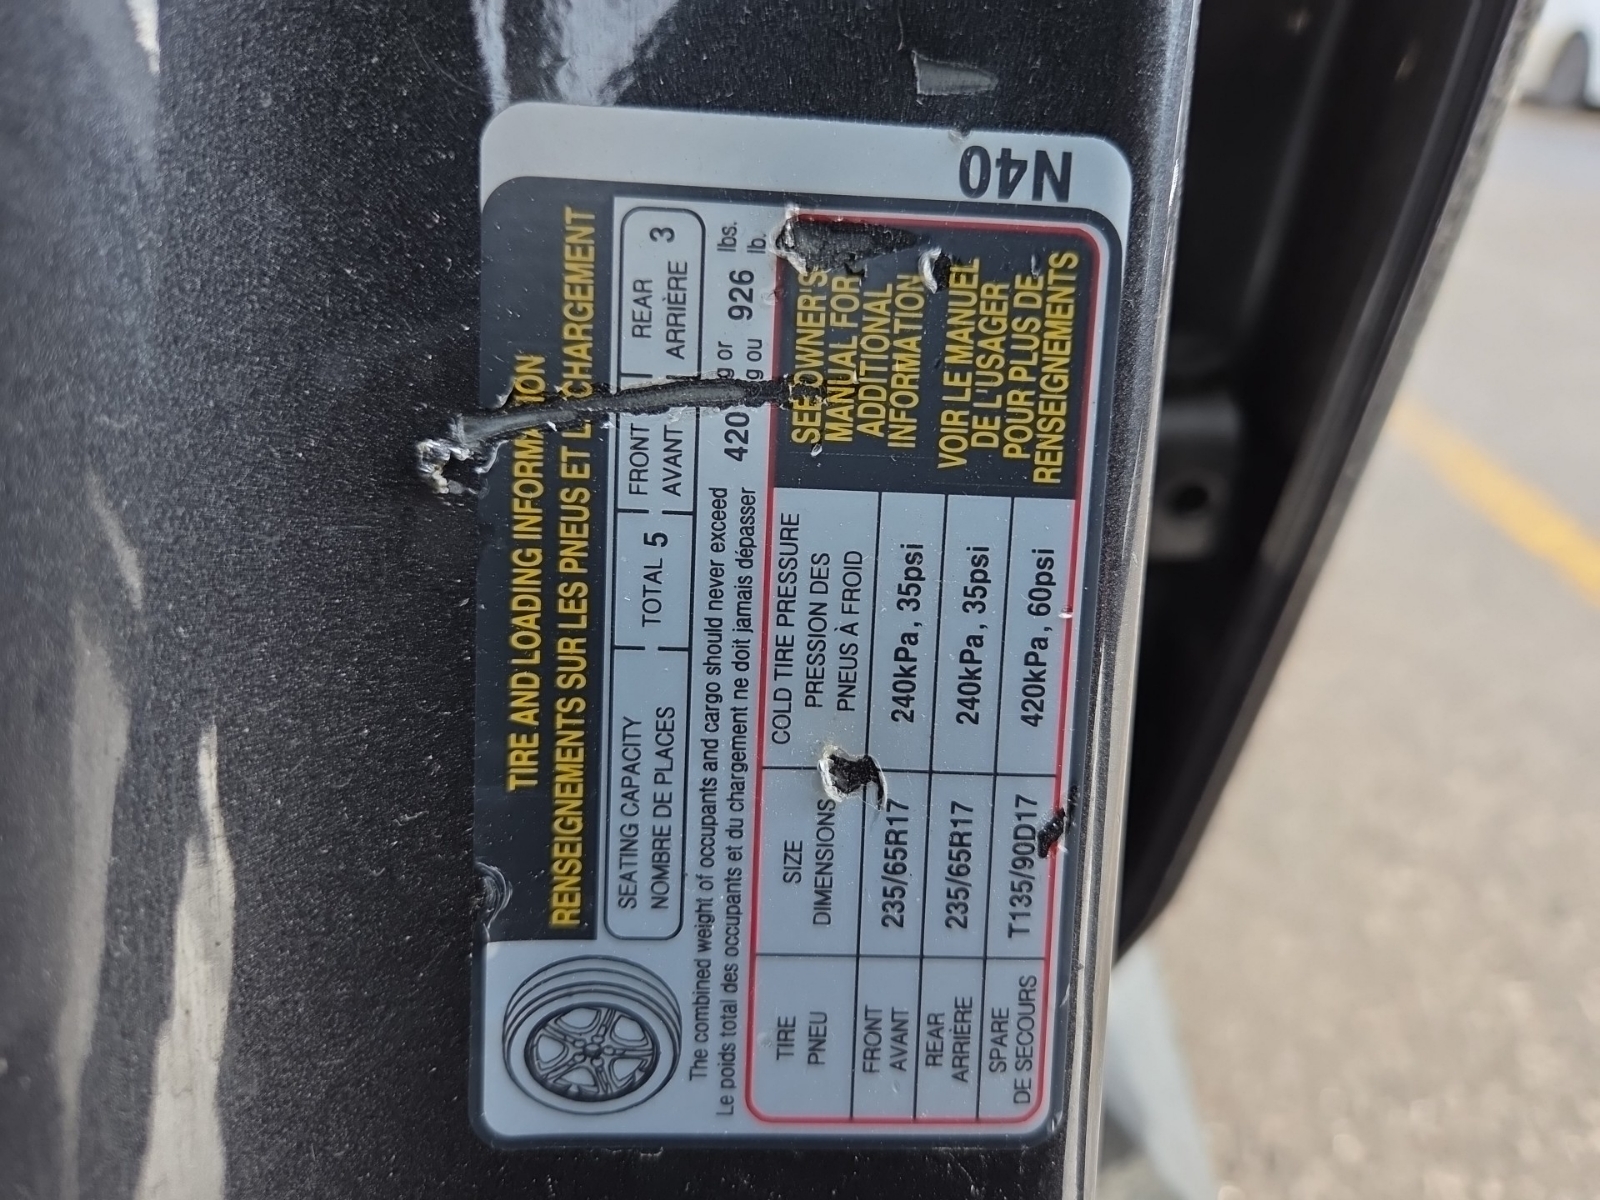 N40
TIRE AND LOADING INFORMATION
RENSEIGNEMENTS SUR LES PNEUS ET LE CHARGEMENT
SEATING CAPACITY
NOMBRE DE PLACES
TOTAL 5
FRONT
AVANT
REAR
ARRIÈRE 3
The combined weight of occupants and cargo should never exceed 420 or 926 lbs.
Le poids total des occupants et du chargement ne doit jamais dépasser ou lb.
TIRE
PNEU
SIZE
DIMENSIONS
COLD TIRE PRESSURE
PRESSION DES
PNEUS À FROID
FRONT
AVANT
235/65R17
240kPa, 35psi
REAR
ARRIÈRE
235/65R17
240kPa, 35psi
SPARE
DE SECOURS
T135/90D17
420kPa, 60psi
SEE OWNER'S
MANUAL FOR
ADDITIONAL
INFORMATION
VOIR LE MANUEL
DE L'USAGER
POUR PLUS DE
RENSEIGNEMENTS